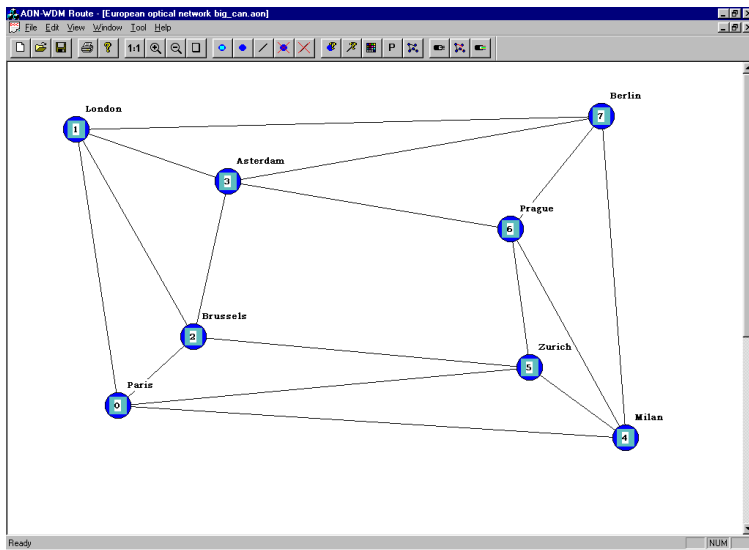 AON-WDM Route - [European optical network big_can.aon]
File Edit View Window Tool Help
1:1 P
London
1
Berlin
7
Asterdam
3
Prague
6
Brussels
2
Zurich
5
Paris
0
Milan
4
Ready NUM